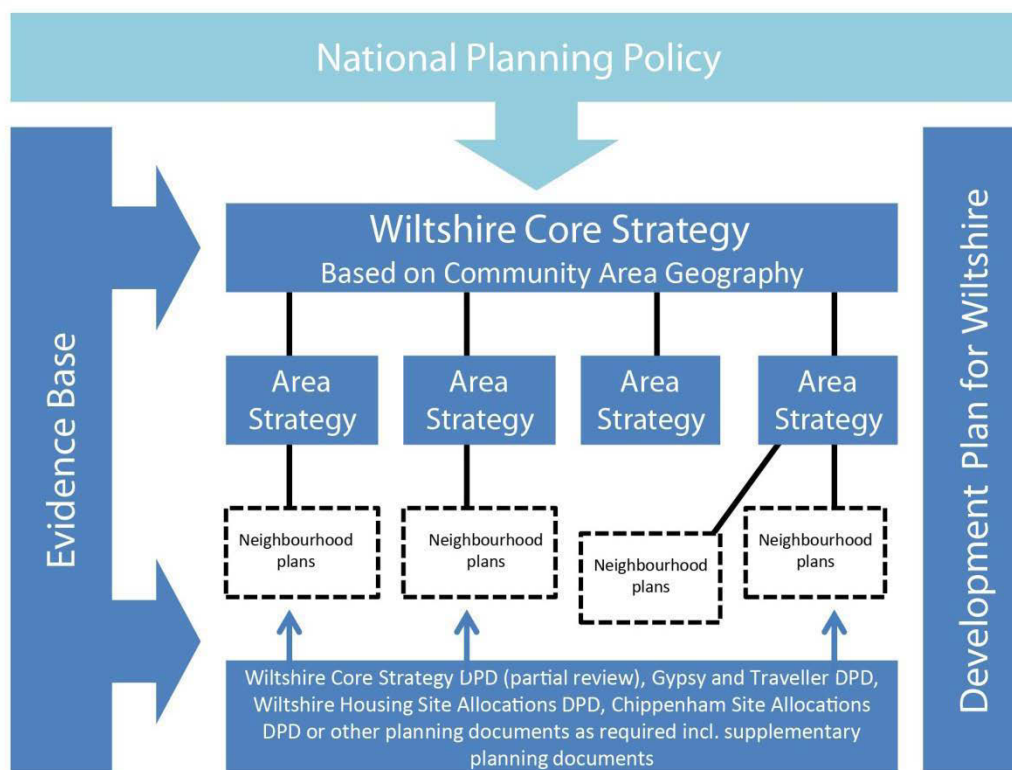 National Planning Policy
Evidence Base
Wiltshire Core Strategy
Based on Community Area Geography
Area
Strategy
Area
Strategy
Area
Strategy
Area
Strategy
Neighbourhood
plans
Neighbourhood
plans
Neighbourhood
plans
Neighbourhood
plans
Wiltshire Core Strategy DPD (partial review), Gypsy and Traveller DPD,
Wiltshire Housing Site Allocations DPD, Chippenham Site Allocations
DPD or other planning documents as required incl. supplementary
planning documents
Development Plan for Wiltshire